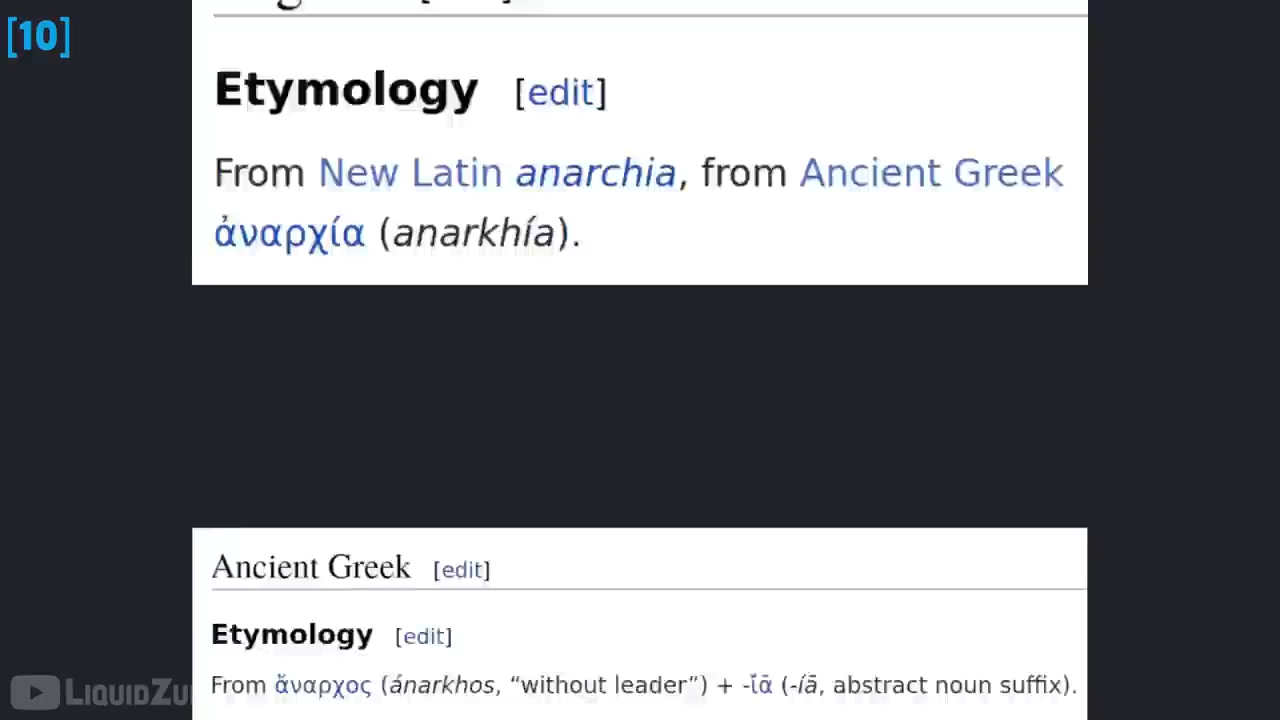 [10]
Etymology [edit]
From New Latin anarchia, from Ancient Greek
ἀναρχία (anarkhía).
Ancient Greek [edit]
Etymology [edit]
From ἄναρχος (ánarkhos, “without leader”) + -ῐ́ᾱ (-íā, abstract noun suffix).